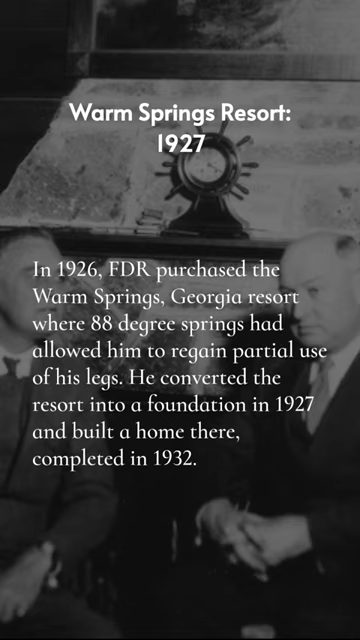 Warm Springs Resort:
1927
In 1926, FDR purchased the
Warm Springs, Georgia resort
where 88 degree springs had
allowed him to regain partial use
of his legs. He converted the
resort into a foundation in 1927
and built a home there,
completed in 1932.